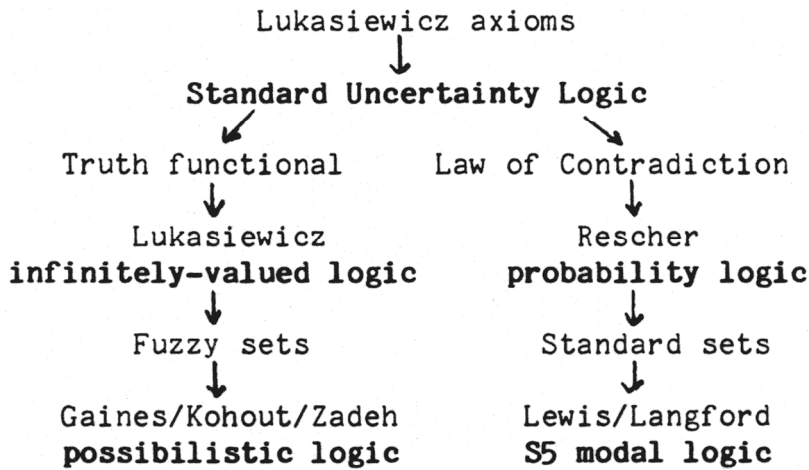 Lukasiewicz axioms
Standard Uncertainty Logic
Truth functional
Law of Contradiction
Lukasiewicz
infinitely-valued logic
Rescher
probability logic
Fuzzy sets
Standard sets
Gaines/Kohout/Zadeh
possibilistic logic
Lewis/Langford
S5 modal logic